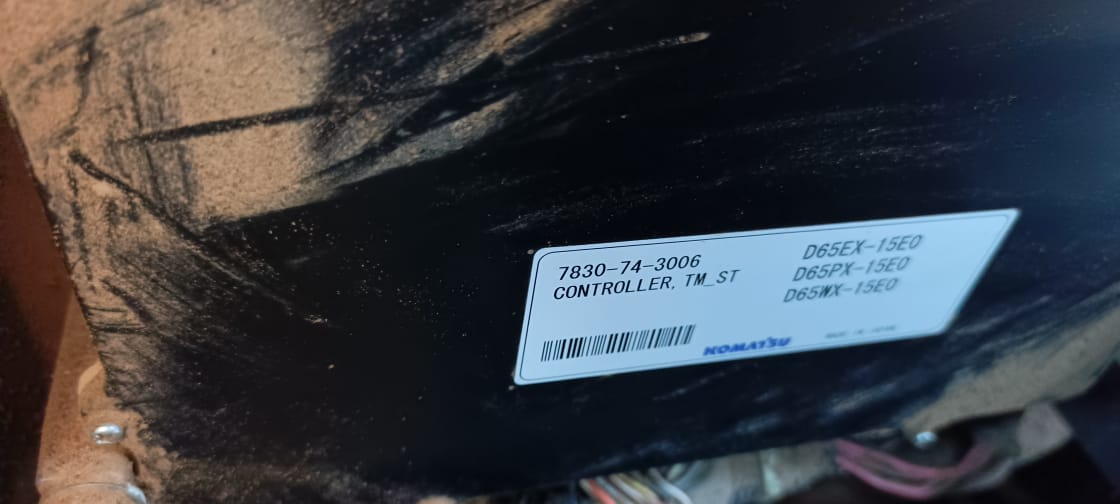 7830-74-3006
CONTROLLER, TM_ST
D65EX-15E0
D65PX-15E0
D65WX-15E0
KOMATSU